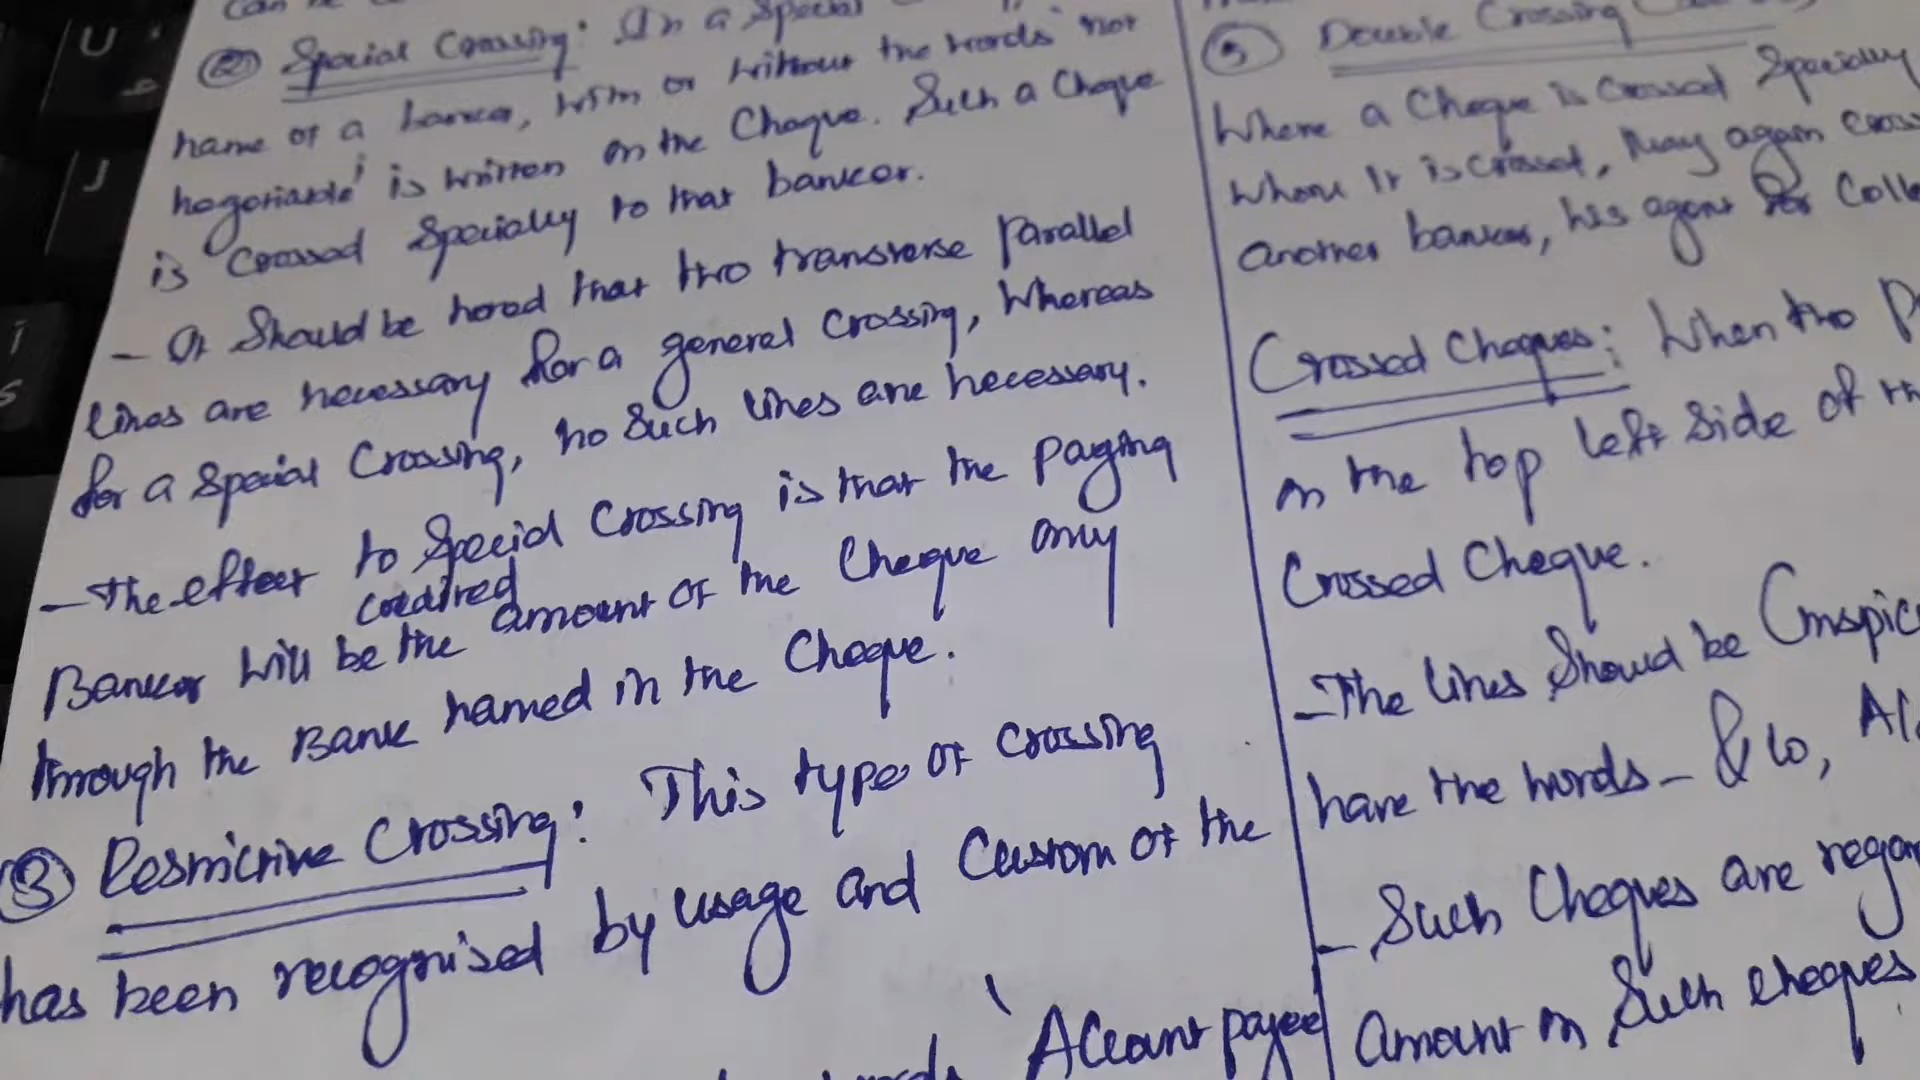 can be
② Special Crossing: In a Special
name of a banker, with or without the words 'not
negotiable' is written on the Cheque. Such a Cheque
is Crossed Specially to that banker.
- It Should be noted that two transverse parallel
lines are necessary for a general Crossing, Whereas
for a Special Crossing, no Such lines are necessary.
- The effect to Special Crossing is that the paying
credited
Banker will be the amount of the Cheque only
through the Bank named in the Cheque.
③ Restrictive Crossing: This type of crossing
has been recognised by usage and Custom of the
'Account payee
Double Crossing
Where a Cheque is Crossed Specially
whom it is crossed, May again cross
another banker, his agent for Colle
Crossed Cheques: When two P
on the top left side of th
Crossed Cheque.
- The lines Should be Conspic
have the words - & Co, A/c
- Such Cheques are regar
amount on Such cheques
U
J